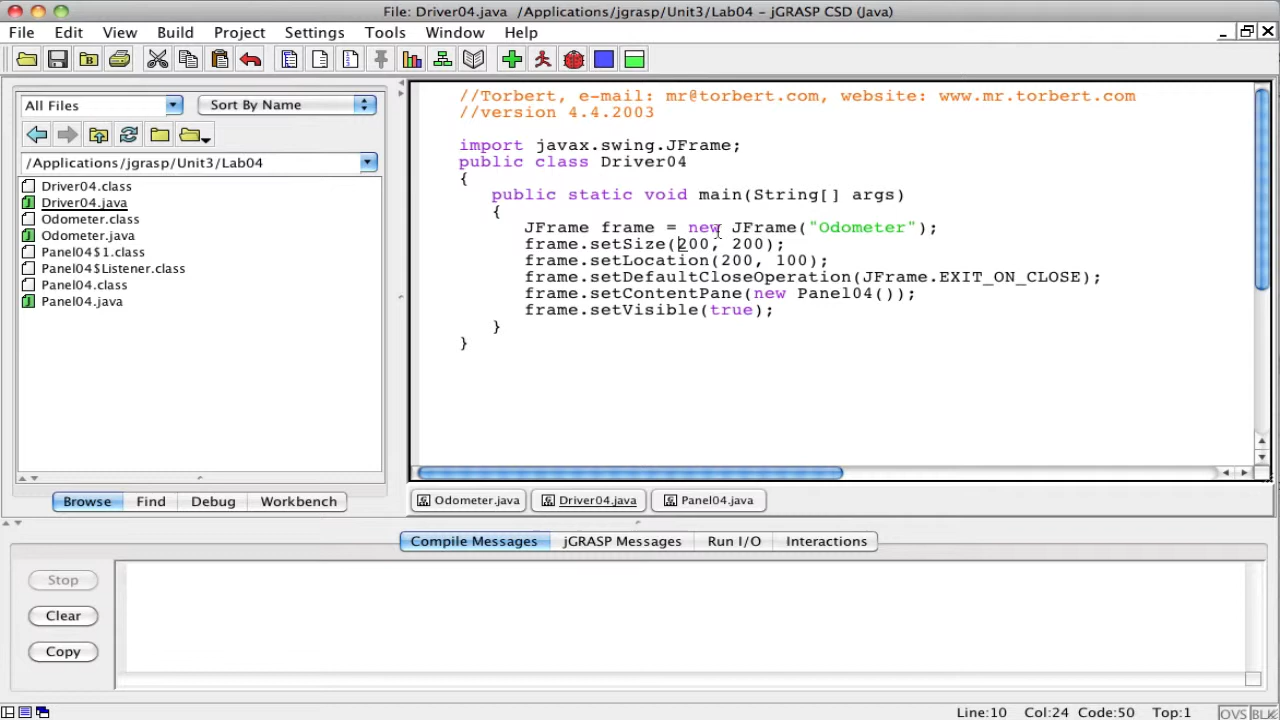 File: Driver04.java  /Applications/jgrasp/Unit3/Lab04 - jGRASP CSD (Java)
File Edit View Build Project Settings Tools Window Help
All Files
Sort By Name
/Applications/jgrasp/Unit3/Lab04
Driver04.class
Driver04.java
Odometer.class
Odometer.java
Panel04$1.class
Panel04$Listener.class
Panel04.class
Panel04.java
Browse Find Debug Workbench
//Torbert, e-mail: mr@torbert.com, website: www.mr.torbert.com
//version 4.4.2003
import javax.swing.JFrame;
public class Driver04
{
public static void main(String[] args)
{
JFrame frame = new JFrame("Odometer");
frame.setSize(200, 200);
frame.setLocation(200, 100);
frame.setDefaultCloseOperation(JFrame.EXIT_ON_CLOSE);
frame.setContentPane(new Panel04());
frame.setVisible(true);
}
}
Odometer.java Driver04.java Panel04.java
Compile Messages jGRASP Messages Run I/O Interactions
Stop
Clear
Copy
Line:10 Col:24 Code:50 Top:1 OVS BLK